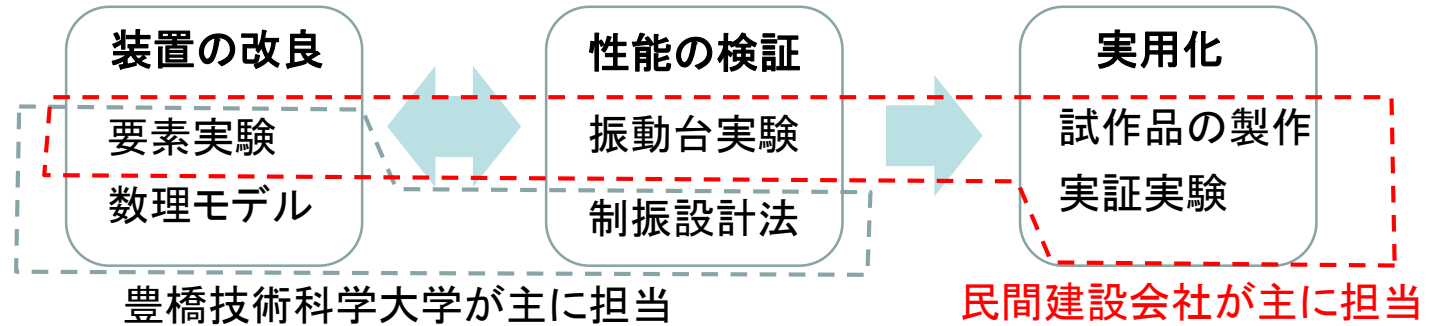 装置の改良
要素実験
数理モデル
性能の検証
振動台実験
制振設計法
実用化
試作品の製作
実証実験
豊橋技術科学大学が主に担当
民間建設会社が主に担当